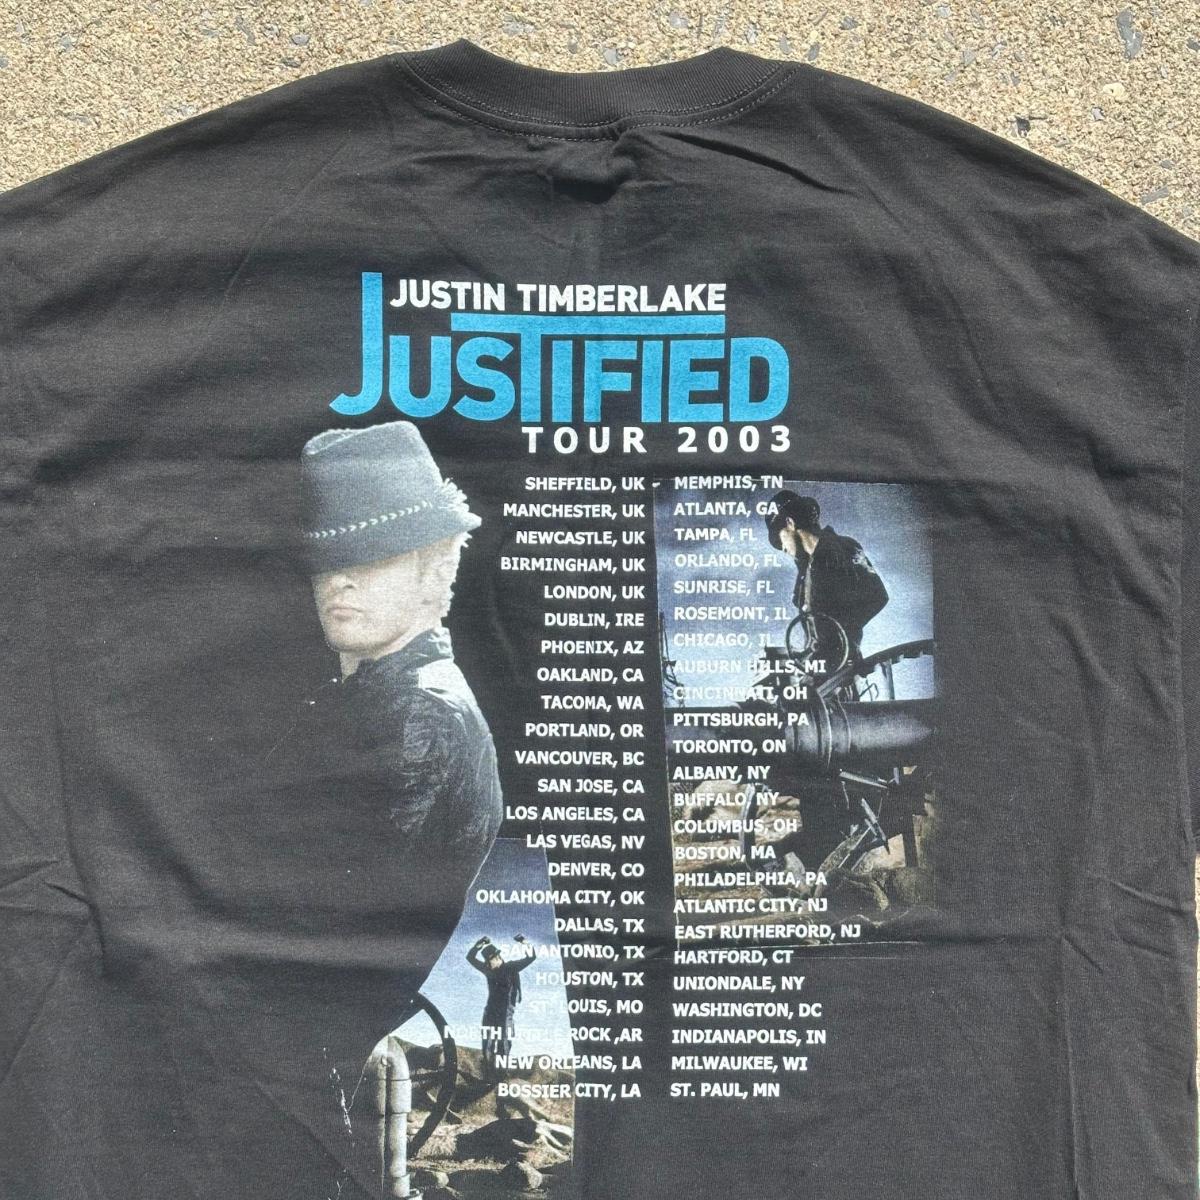 JUSTIN TIMBERLAKE
JUSTIFIED
TOUR 2003
SHEFFIELD, UK -
MANCHESTER, UK
NEWCASTLE, UK
BIRMINGHAM, UK
LONDON, UK
DUBLIN, IRE
PHOENIX, AZ
OAKLAND, CA
TACOMA, WA
PORTLAND, OR
VANCOUVER, BC
SAN JOSE, CA
LOS ANGELES, CA
LAS VEGAS, NV
DENVER, CO
OKLAHOMA CITY, OK
DALLAS, TX
SAN ANTONIO, TX
HOUSTON, TX
ST. LOUIS, MO
NORTH LITTLE ROCK ,AR
NEW ORLEANS, LA
BOSSIER CITY, LA
MEMPHIS, TN
ATLANTA, GA
TAMPA, FL
ORLANDO, FL
SUNRISE, FL
ROSEMONT, IL
CHICAGO, IL
AUBURN HILLS, MI
CINCINNATI, OH
PITTSBURGH, PA
TORONTO, ON
ALBANY, NY
BUFFALO, NY
COLUMBUS, OH
BOSTON, MA
PHILADELPHIA, PA
ATLANTIC CITY, NJ
EAST RUTHERFORD, NJ
HARTFORD, CT
UNIONDALE, NY
WASHINGTON, DC
INDIANAPOLIS, IN
MILWAUKEE, WI
ST. PAUL, MN